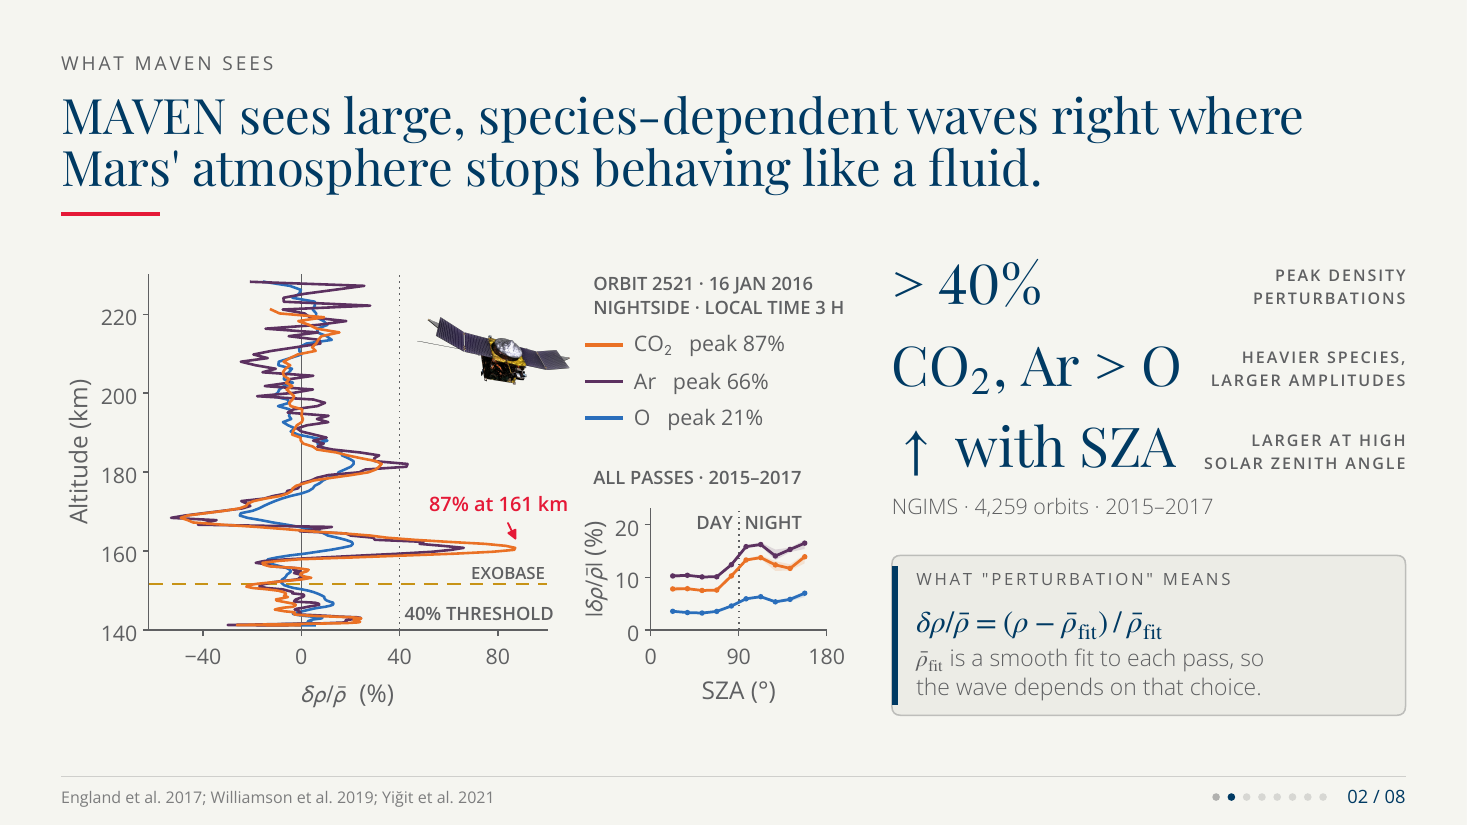 WHAT MAVEN SEES
MAVEN sees large, species-dependent waves right where
Mars' atmosphere stops behaving like a fluid.
220
200
180
160
140
Altitude (km)
−40
0
40
80
δρ/ρ̄ (%)
87% at 161 km
EXOBASE
40% THRESHOLD
ORBIT 2521 · 16 JAN 2016
NIGHTSIDE · LOCAL TIME 3 H
CO₂ peak 87%
Ar peak 66%
O peak 21%
ALL PASSES · 2015–2017
DAY
NIGHT
20
10
0
|δρ/ρ̄| (%)
0
90
180
SZA (°)
> 40%
PEAK DENSITY
PERTURBATIONS
CO₂, Ar > O
HEAVIER SPECIES,
LARGER AMPLITUDES
↑ with SZA
LARGER AT HIGH
SOLAR ZENITH ANGLE
NGIMS · 4,259 orbits · 2015–2017
WHAT "PERTURBATION" MEANS
δρ/ρ̄ = (ρ − ρ̄fit) / ρ̄fit
ρ̄fit is a smooth fit to each pass, so
the wave depends on that choice.
England et al. 2017; Williamson et al. 2019; Yiğit et al. 2021
02 / 08